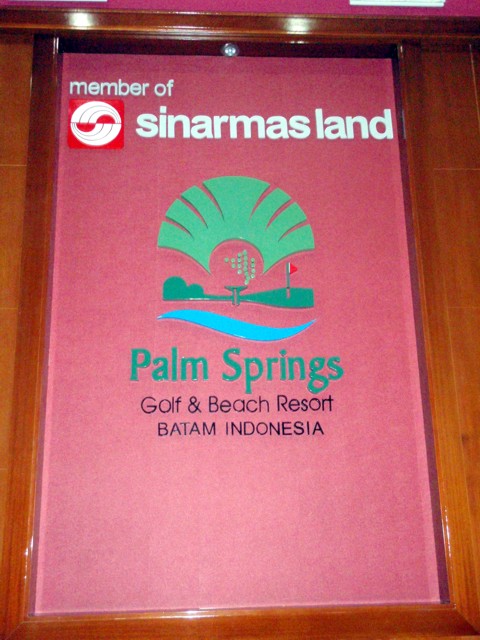 member of
sinarmas land
Palm Springs
Golf & Beach Resort
BATAM INDONESIA